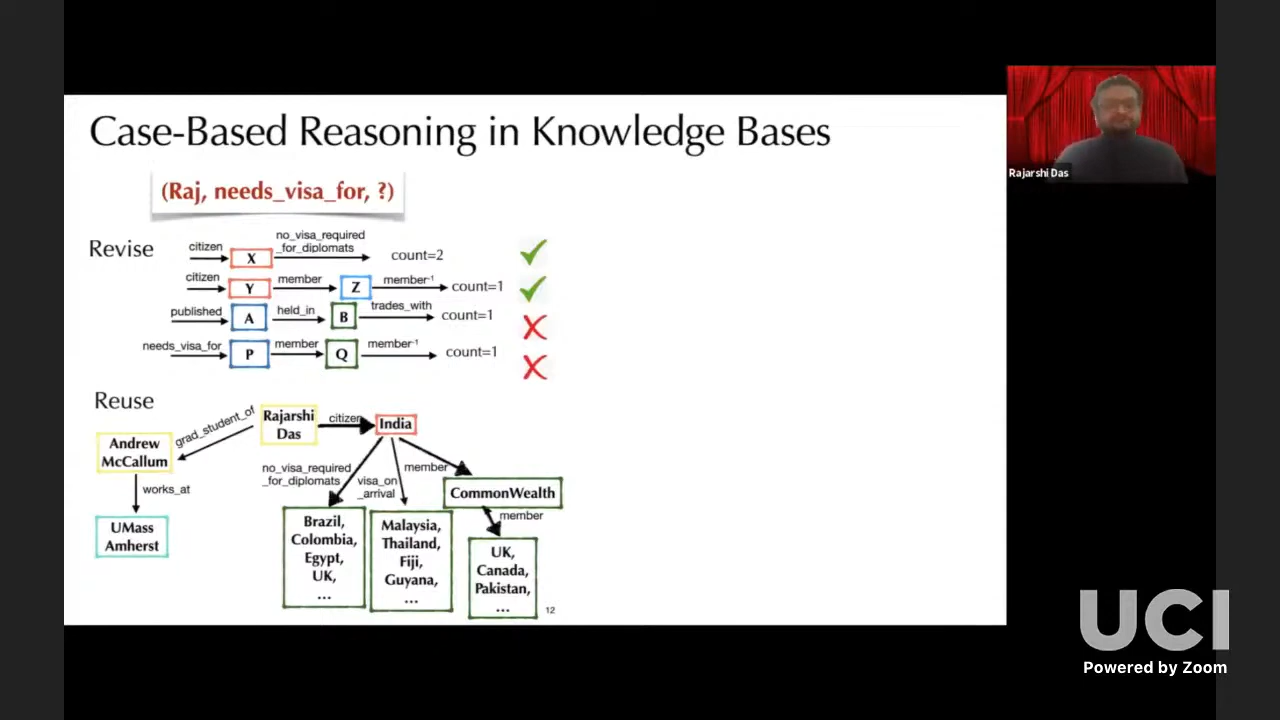 Case-Based Reasoning in Knowledge Bases
(Raj, needs_visa_for, ?)
Revise
citizen
X
no_visa_required
_for_diplomats
count=2
citizen
Y
member
Z
member⁻¹
count=1
published
A
held_in
B
trades_with
count=1
needs_visa_for
P
member
Q
member⁻¹
count=1
Reuse
Andrew
McCallum
grad_student_of
Rajarshi
Das
citizen
India
works_at
UMass
Amherst
no_visa_required
_for_diplomats
visa_on
_arrival
member
CommonWealth
member
Brazil,
Colombia,
Egypt,
UK,
...
Malaysia,
Thailand,
Fiji,
Guyana,
...
UK,
Canada,
Pakistan,
...
12
Rajarshi Das
UCI
Powered by Zoom